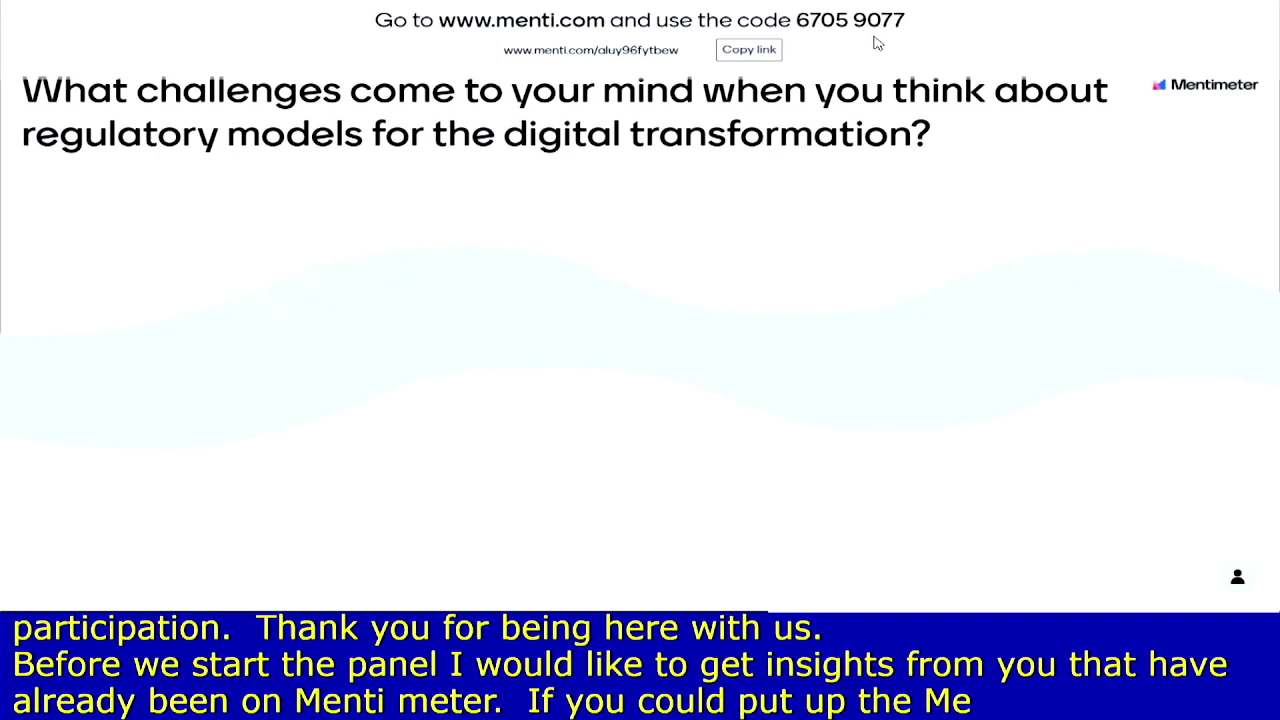 Go to www.menti.com and use the code 6705 9077
www.menti.com/aluy96fytbew Copy link
What challenges come to your mind when you think about
regulatory models for the digital transformation?
Mentimeter
participation. Thank you for being here with us.
Before we start the panel I would like to get insights from you that have
already been on Menti meter. If you could put up the Me